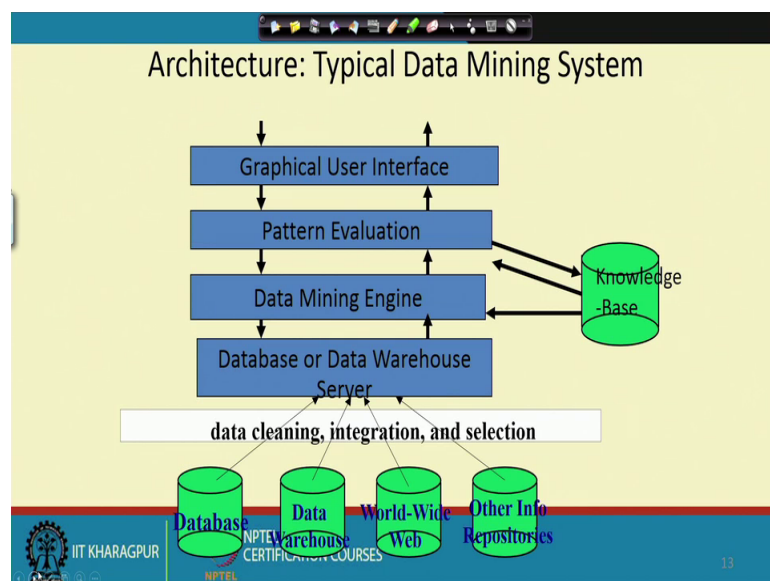 Architecture: Typical Data Mining System
Graphical User Interface
Pattern Evaluation
Data Mining Engine
Knowledge
-Base
Database or Data Warehouse
Server
data cleaning, integration, and selection
Database
Data
Warehouse
World-Wide
Web
Other Info
Repositories
IIT KHARAGPUR
NPTEL
CERTIFICATION COURSES
NPTEL
13